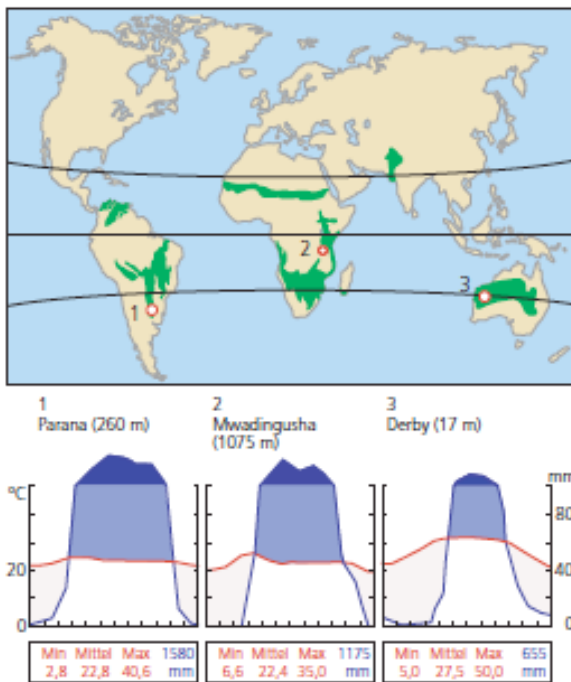 2
3
1
1
Parana (260 m)
2
Mwadingusha
(1075 m)
3
Derby (17 m)
°C
20
0
mm
80
40
0
Min Mittel Max 1580
2,8 22,8 40,6 mm
Min Mittel Max 1175
6,6 22,4 35,0 mm
Min Mittel Max 655
5,0 27,5 50,0 mm